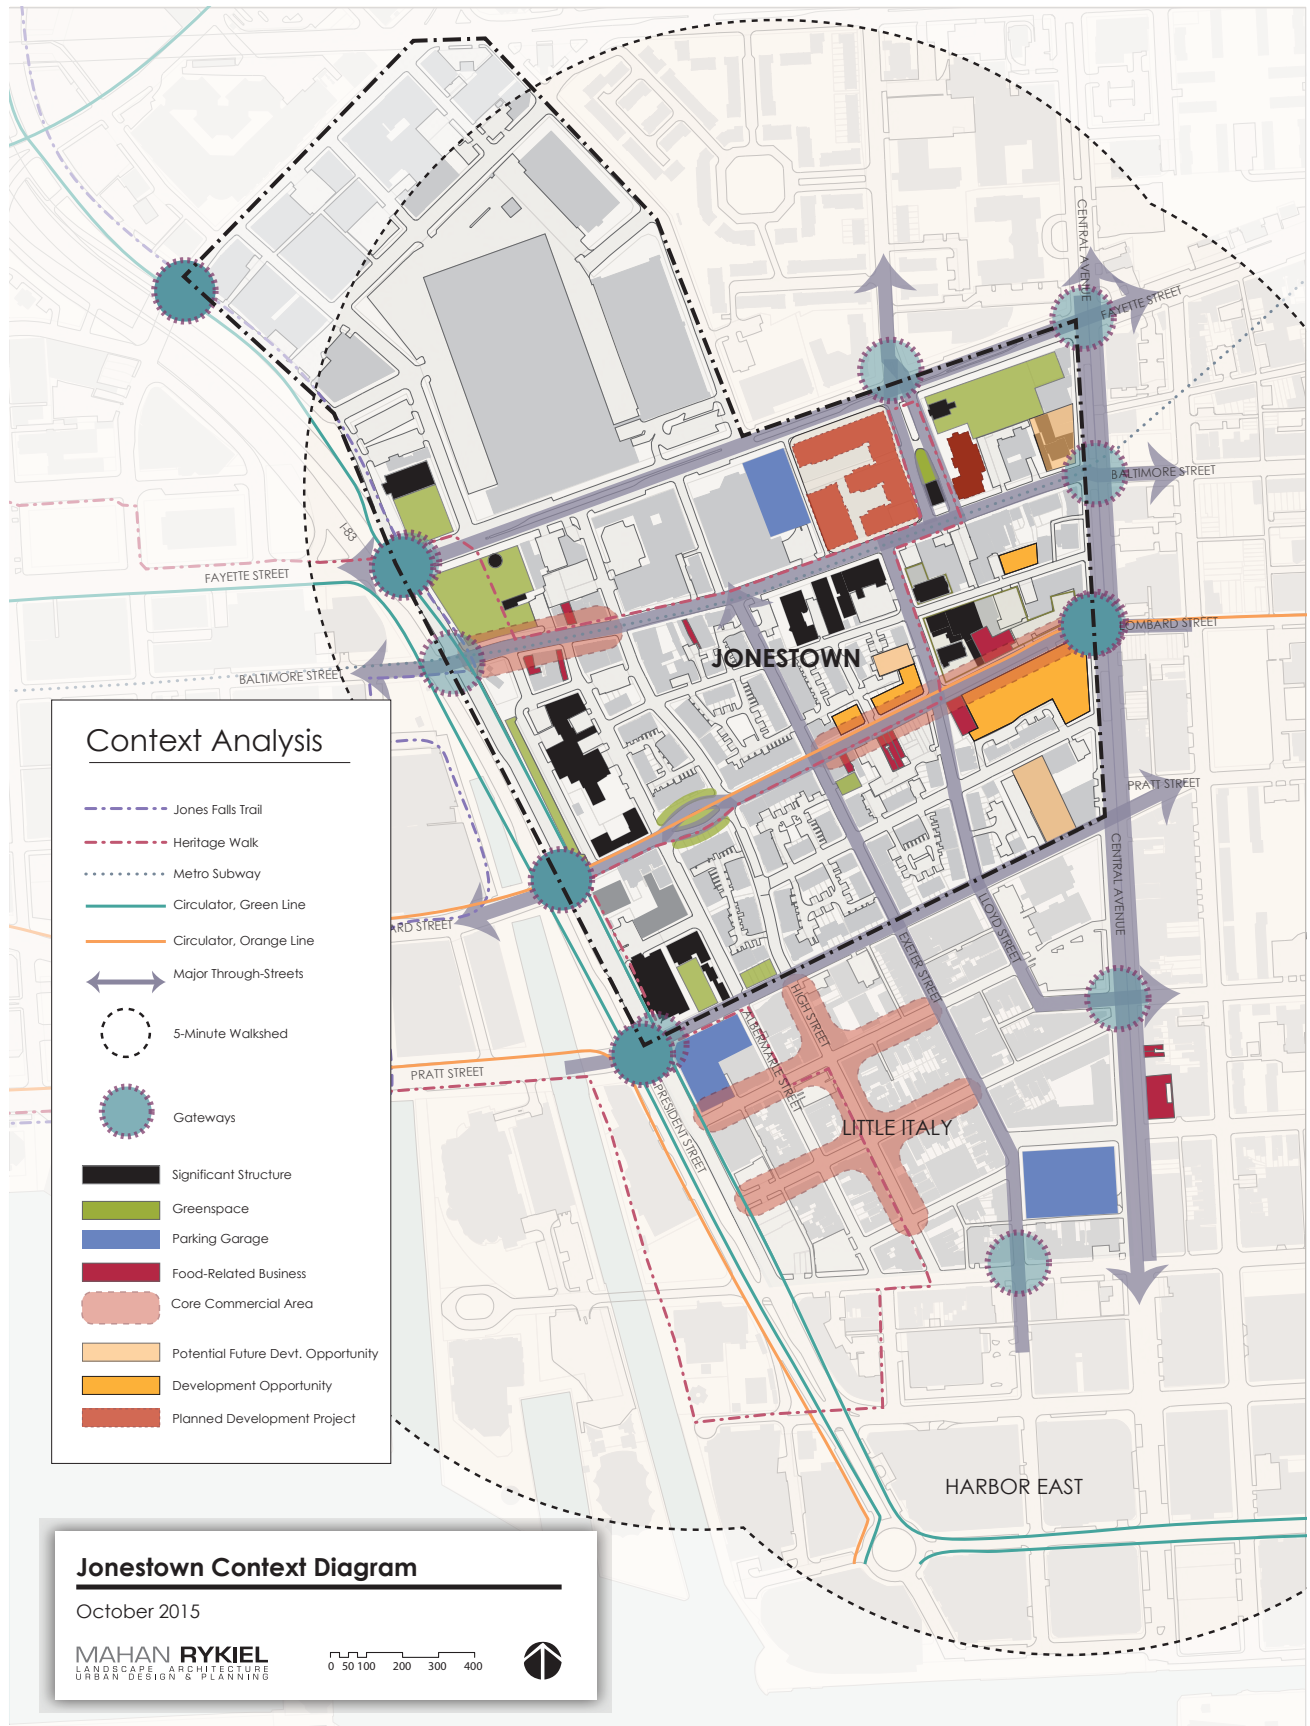 CENTRAL AVENUE
FAYETTE STREET
BALTIMORE STREET
I-83
FAYETTE STREET
LOMBARD STREET
JONESTOWN
BALTIMORE STREET
PRATT STREET
CENTRAL AVENUE
LLOYD STREET
EXETER STREET
HIGH STREET
ALBERMARLE STREET
ARD STREET
PRATT STREET
PRESIDENT STREET
LITTLE ITALY
HARBOR EAST
Context Analysis
Jones Falls Trail
Heritage Walk
Metro Subway
Circulator, Green Line
Circulator, Orange Line
Major Through-Streets
5-Minute Walkshed
Gateways
Significant Structure
Greenspace
Parking Garage
Food-Related Business
Core Commercial Area
Potential Future Devt. Opportunity
Development Opportunity
Planned Development Project
Jonestown Context Diagram
October 2015
MAHAN RYKIEL
LANDSCAPE ARCHITECTURE
URBAN DESIGN & PLANNING
0 50 100 200 300 400